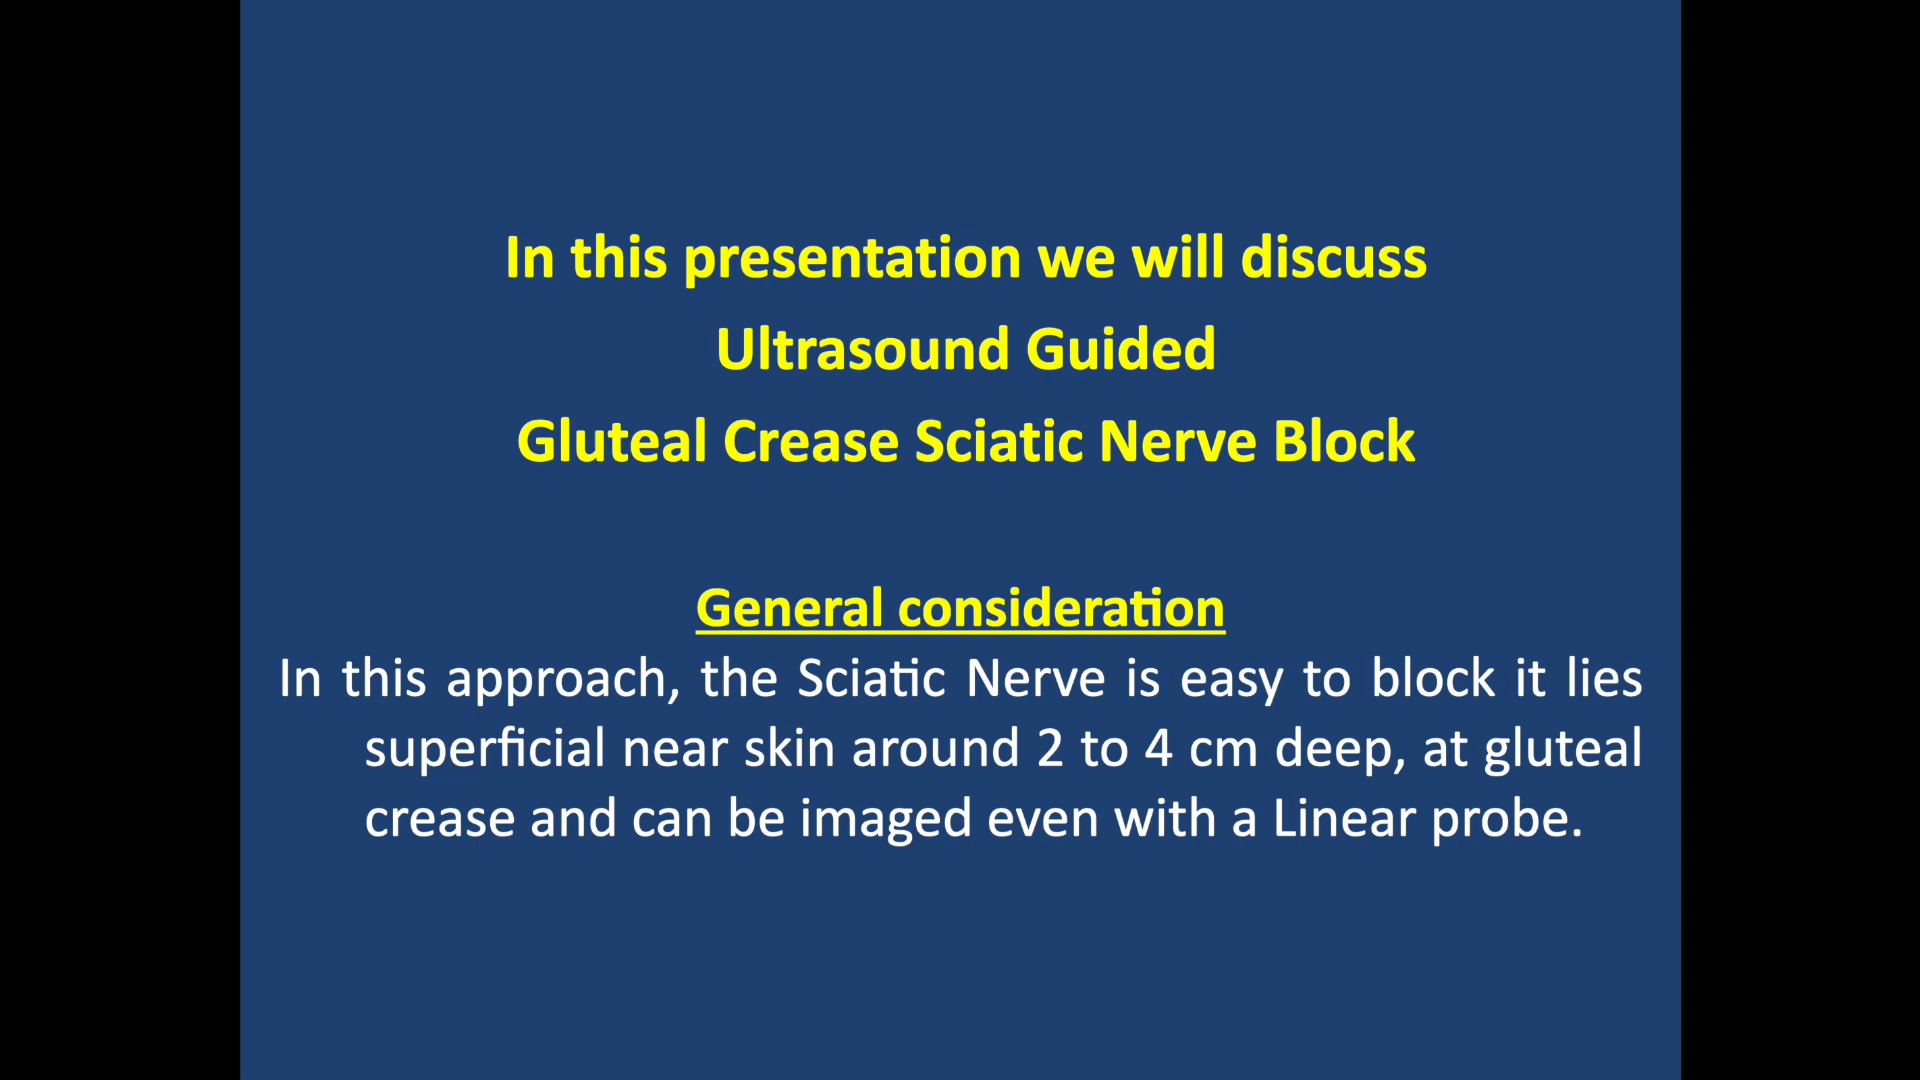 In this presentation we will discuss
Ultrasound Guided
Gluteal Crease Sciatic Nerve Block
General consideration
In this approach, the Sciatic Nerve is easy to block it lies
superficial near skin around 2 to 4 cm deep, at gluteal
crease and can be imaged even with a Linear probe.